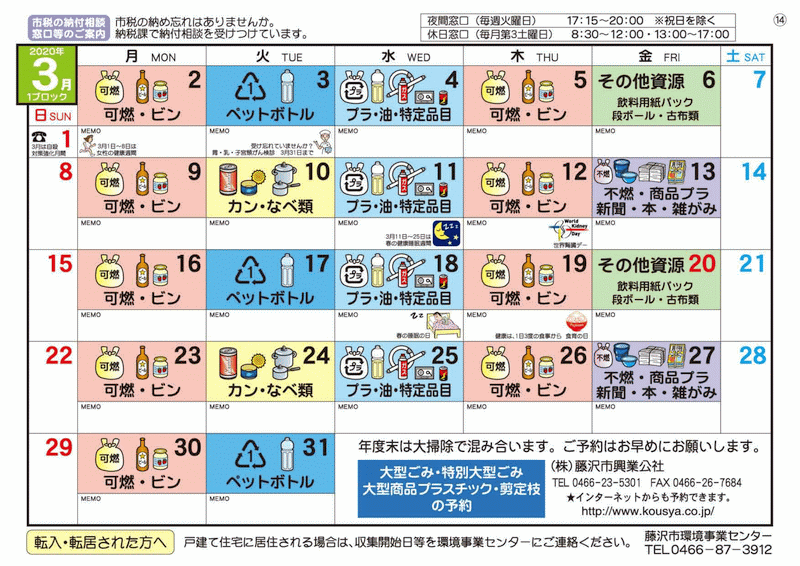 市税の納付相談
窓口等のご案内
市税の納め忘れはありませんか。
納税課で納付相談を受けつけています。
夜間窓口（毎週火曜日） 17:15～20:00 ※祝日を除く
休日窓口（毎月第3土曜日） 8:30～12:00・13:00～17:00
⑭
2020年
3月
1ブロック
日 SUN
月 MON
火 TUE
水 WED
木 THU
金 FRI
土 SAT
1
3月は自殺
対策強化月間
可燃 2
可燃・ビン
MEMO
3月1日～8日は
女性の健康週間
1 3
ペットボトル
MEMO
受け忘れていませんか？
胃・乳・子宮頸がん検診 3月31日まで
プラ 4
プラ・油・特定品目
MEMO
可燃 5
可燃・ビン
MEMO
その他資源 6
飲料用紙パック
段ボール・古布類
MEMO
7
8
可燃 9
可燃・ビン
MEMO
10
カン・なべ類
MEMO
プラ 11
プラ・油・特定品目
MEMO
3月11日～25日は
春の健康睡眠週間
可燃 12
可燃・ビン
MEMO
World
Kidney
Day
世界腎臓デー
不燃 13
不燃・商品プラ
新聞・本・雑がみ
MEMO
14
15
可燃 16
可燃・ビン
MEMO
1 17
ペットボトル
MEMO
プラ 18
プラ・油・特定品目
MEMO
春の睡眠の日
可燃 19
可燃・ビン
MEMO
健康は、1日3度の食事から 食育の日
その他資源 20
飲料用紙パック
段ボール・古布類
MEMO
21
22
可燃 23
可燃・ビン
MEMO
24
カン・なべ類
MEMO
プラ 25
プラ・油・特定品目
MEMO
可燃 26
可燃・ビン
MEMO
不燃 27
不燃・商品プラ
新聞・本・雑がみ
MEMO
28
29
可燃 30
可燃・ビン
MEMO
1 31
ペットボトル
MEMO
年度末は大掃除で混み合います。ご予約はお早めにお願いします。
大型ごみ・特別大型ごみ
大型商品プラスチック・剪定枝
の予約
（株）藤沢市興業公社
TEL 0466-23-5301 FAX 0466-26-7684
★インターネットからも予約できます。
http://www.kousya.co.jp/
転入・転居された方へ
戸建て住宅に居住される場合は、収集開始日等を環境事業センターにご連絡ください。
藤沢市環境事業センター
TEL0466-87-3912